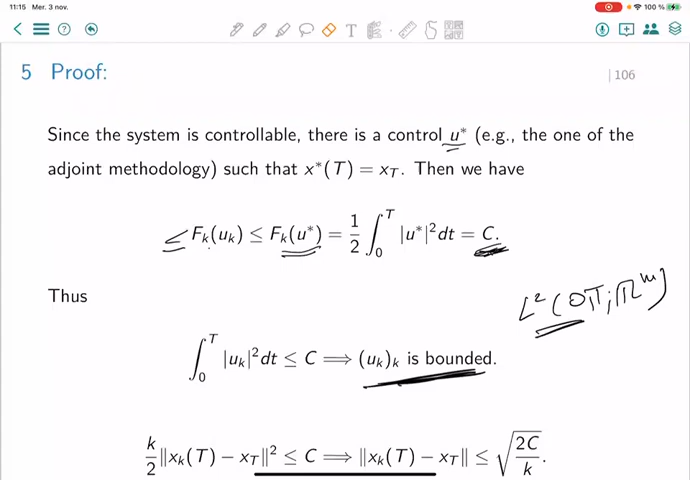 11:15 Mer. 3 nov.
100 %
5 Proof:
| 106
Since the system is controllable, there is a control u* (e.g., the one of the
adjoint methodology) such that x*(T) = x_T. Then we have
≤ F_k(u_k) ≤ F_k(u*) = 1/2 ∫_0^T |u*|^2 dt = C.
L^2(0,T; ℝ^m)
Thus
∫_0^T |u_k|^2 dt ≤ C ⟹ (u_k)_k is bounded.
k/2 ‖x_k(T) − x_T‖^2 ≤ C ⟹ ‖x_k(T) − x_T‖ ≤ √(2C/k).